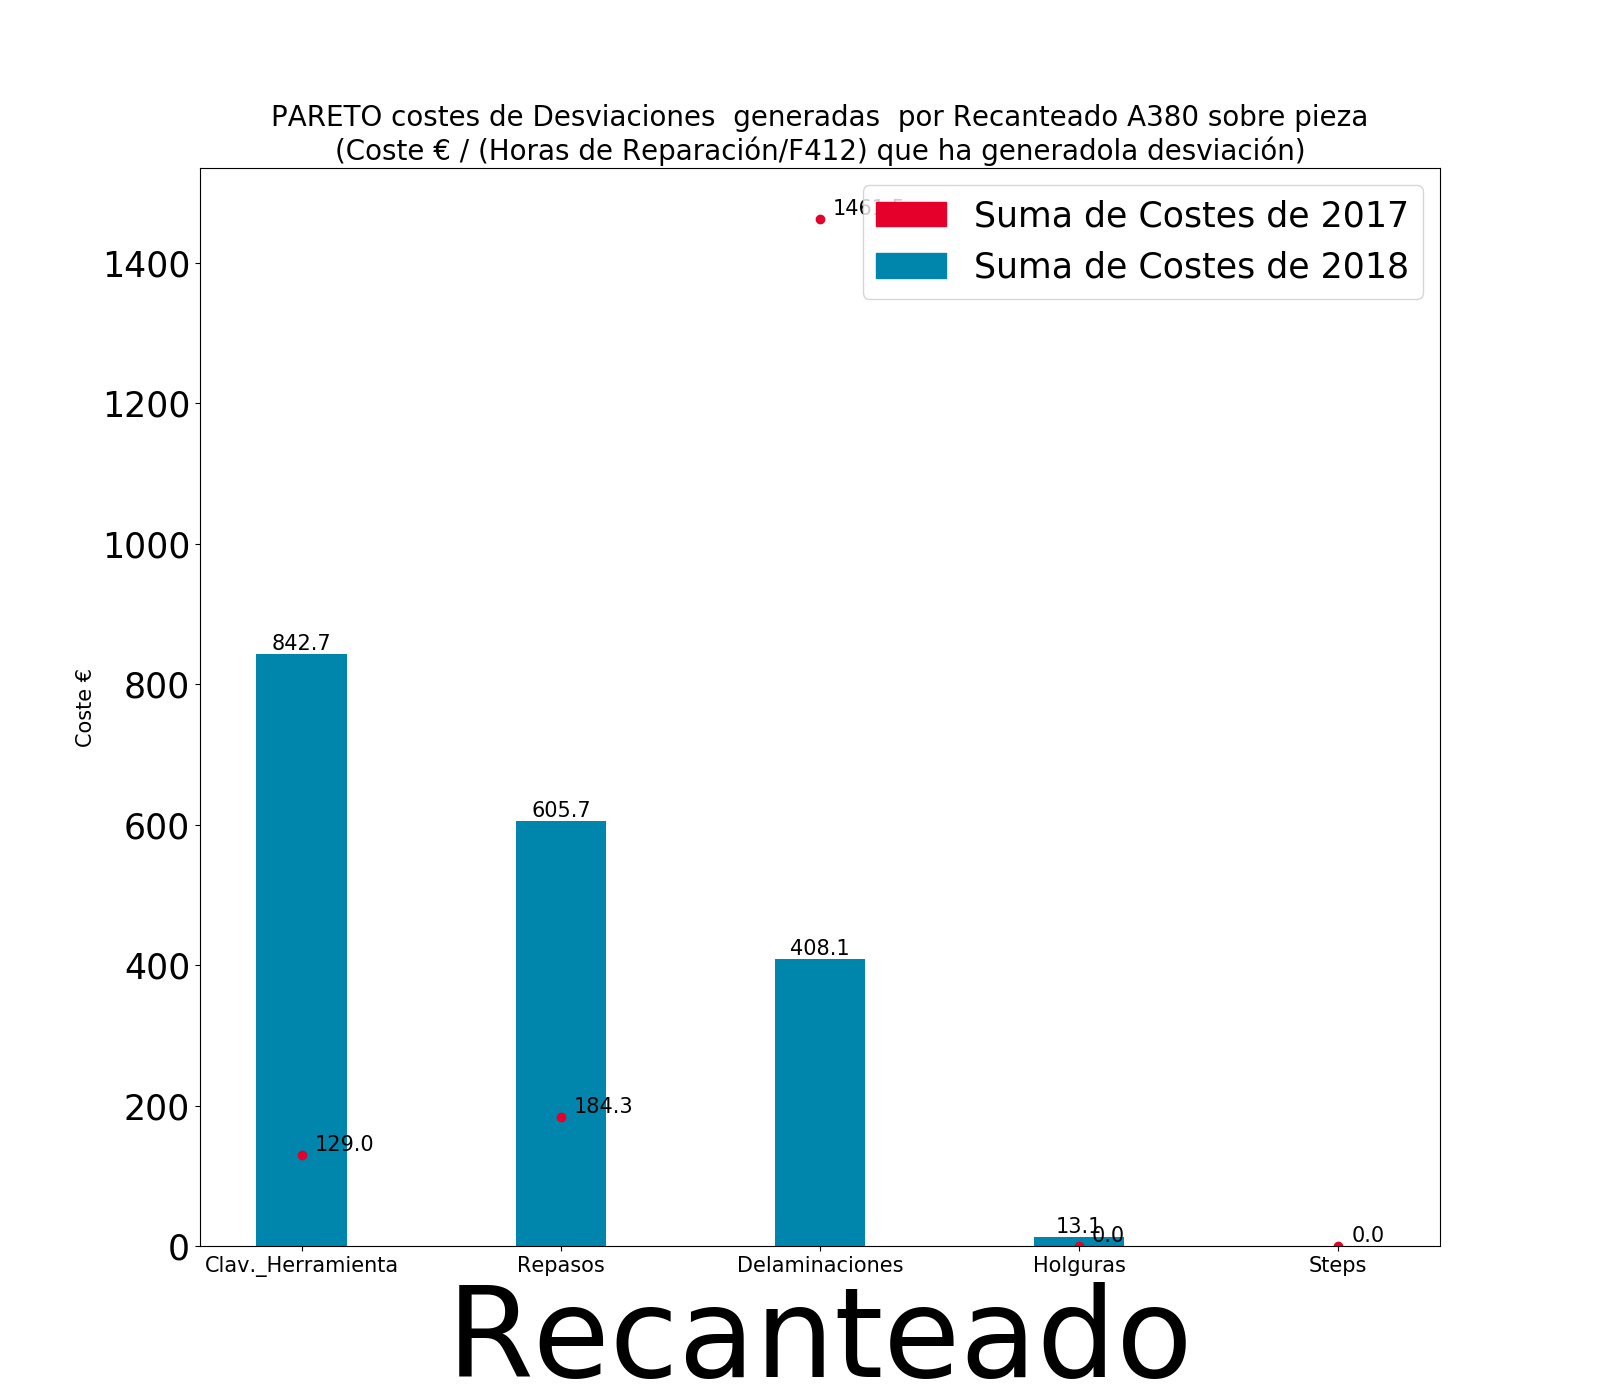 PARETO costes de Desviaciones  generadas  por Recanteado A380 sobre pieza
(Coste € / (Horas de Reparación/F412) que ha generadola desviación)
Suma de Costes de 2017
Suma de Costes de 2018
1400
1200
1000
800
600
400
200
0
Coste €
842.7
605.7
408.1
13.1
129.0
184.3
1461.5
0.0
0.0
Clav._Herramienta
Repasos
Delaminaciones
Holguras
Steps
Recanteado